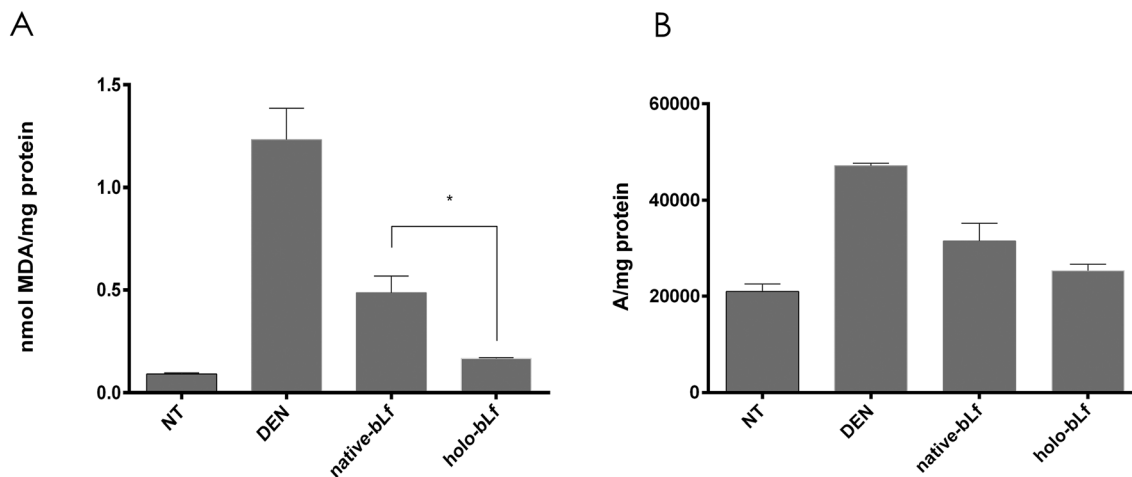 A
nmol MDA/mg protein
1.5
1.0
0.5
0.0
*
NT
DEN
native-bLf
holo-bLf
B
A/mg protein
60000
40000
20000
0
NT
DEN
native-bLf
holo-bLf